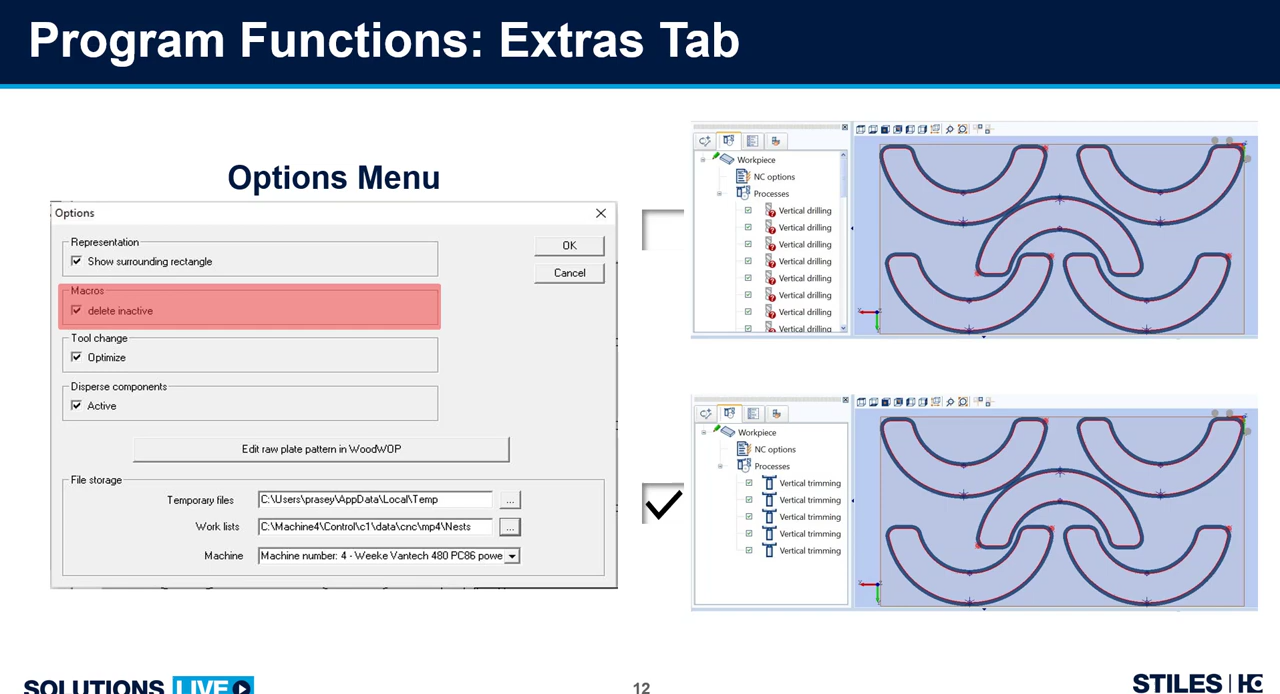 Program Functions: Extras Tab
Options Menu
Options
Representation
Show surrounding rectangle
OK
Cancel
Macros
delete inactive
Tool change
Optimize
Disperse components
Active
Edit raw plate pattern in WoodWOP
File storage
Temporary files
C:\Users\prasey\AppData\Local\Temp
...
Work lists
C:\Machine4\Control\c1\data\cnc\mp4\Nests
...
Machine
Machine number: 4 - Weeke Vantech 480 PC86 powe
Workpiece
NC options
Processes
Vertical drilling
Vertical drilling
Vertical drilling
Vertical drilling
Vertical drilling
Vertical drilling
Vertical drilling
Vertical drilling
Workpiece
NC options
Processes
Vertical trimming
Vertical trimming
Vertical trimming
Vertical trimming
Vertical trimming
SOLUTIONS LIVE
12
STILES | HC